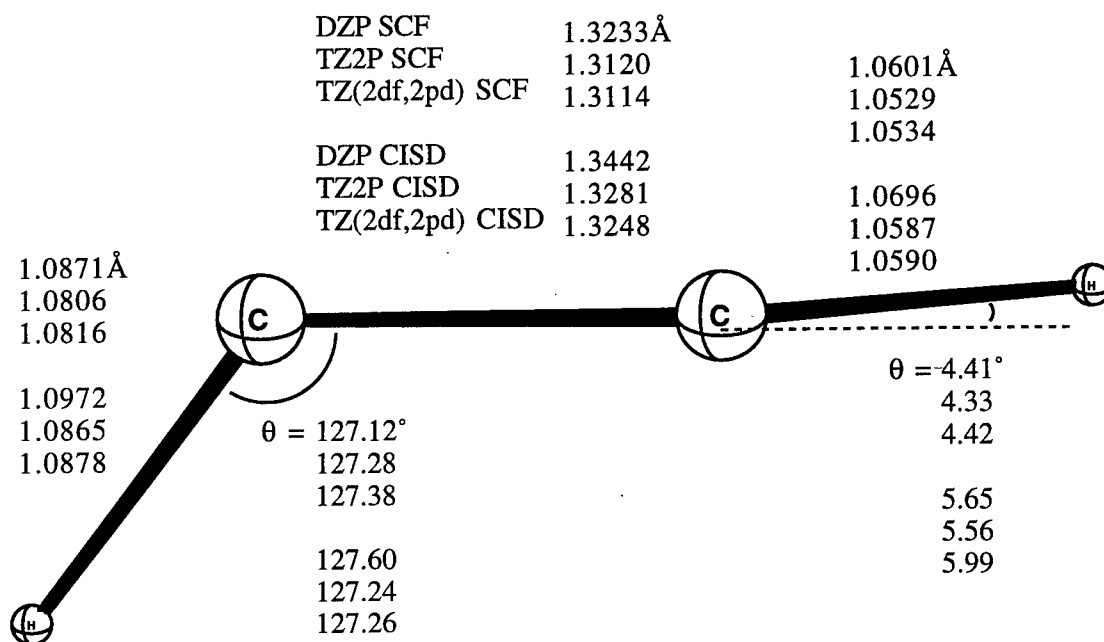 DZP SCF 1.3233Å
TZ2P SCF 1.3120
TZ(2df,2pd) SCF 1.3114
DZP CISD 1.3442
TZ2P CISD 1.3281
TZ(2df,2pd) CISD 1.3248
1.0601Å
1.0529
1.0534
1.0696
1.0587
1.0590
1.0871Å
1.0806
1.0816
1.0972
1.0865
1.0878
C
C
H
H
θ = 127.12°
127.28
127.38
127.60
127.24
127.26
θ = 4.41°
4.33
4.42
5.65
5.56
5.99